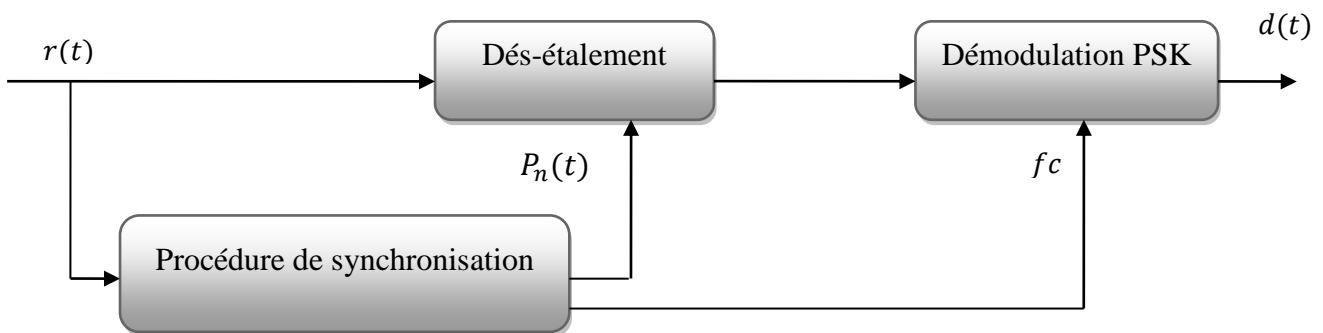 r(t)
Dés-étalement
Démodulation PSK
d(t)
P_n(t)
fc
Procédure de synchronisation